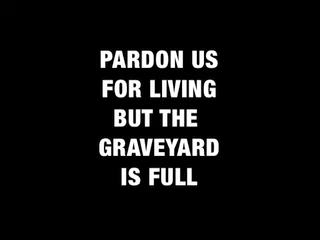 PARDON US
FOR LIVING
BUT THE
GRAVEYARD
IS FULL